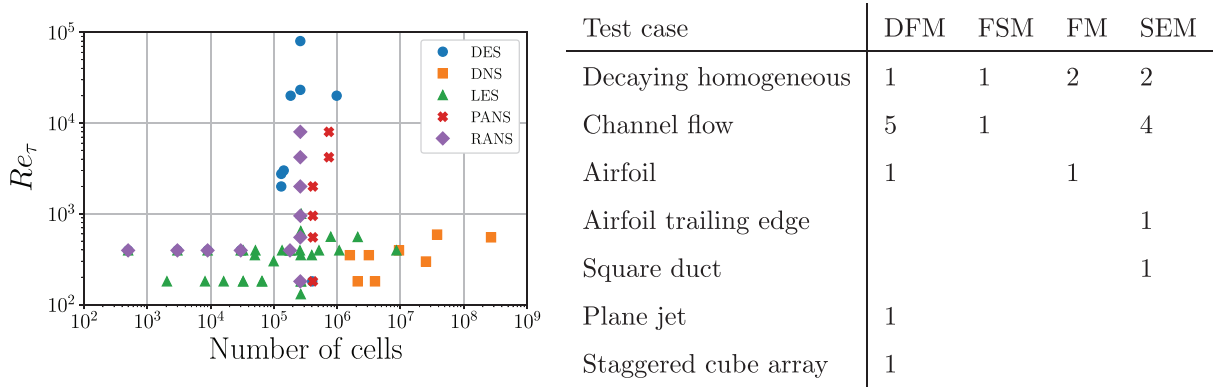 10^5
10^4
10^3
10^2
Re_τ
DES
DNS
LES
PANS
RANS
10^2 10^3 10^4 10^5 10^6 10^7 10^8 10^9
Number of cells
Test case DFM FSM FM SEM
Decaying homogeneous 1 1 2 2
Channel flow 5 1 4
Airfoil 1 1
Airfoil trailing edge 1
Square duct 1
Plane jet 1
Staggered cube array 1